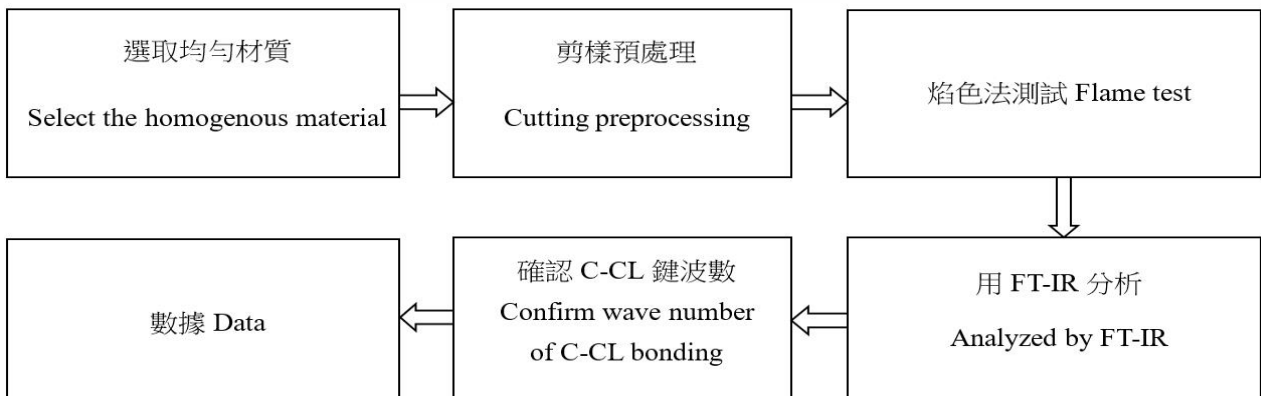 選取均勻材質
Select the homogenous material
剪樣預處理
Cutting preprocessing
焰色法測試 Flame test
數據 Data
確認 C-CL 鍵波數
Confirm wave number
of C-CL bonding
用 FT-IR 分析
Analyzed by FT-IR